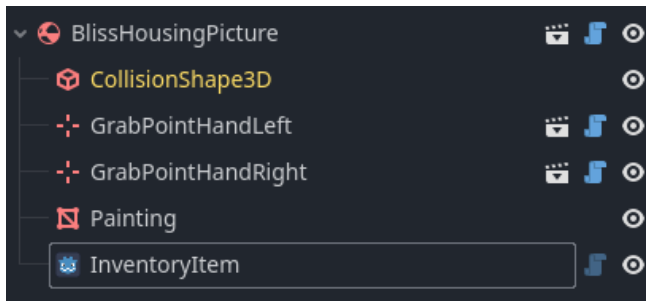 BlissHousingPicture
CollisionShape3D
GrabPointHandLeft
GrabPointHandRight
Painting
InventoryItem